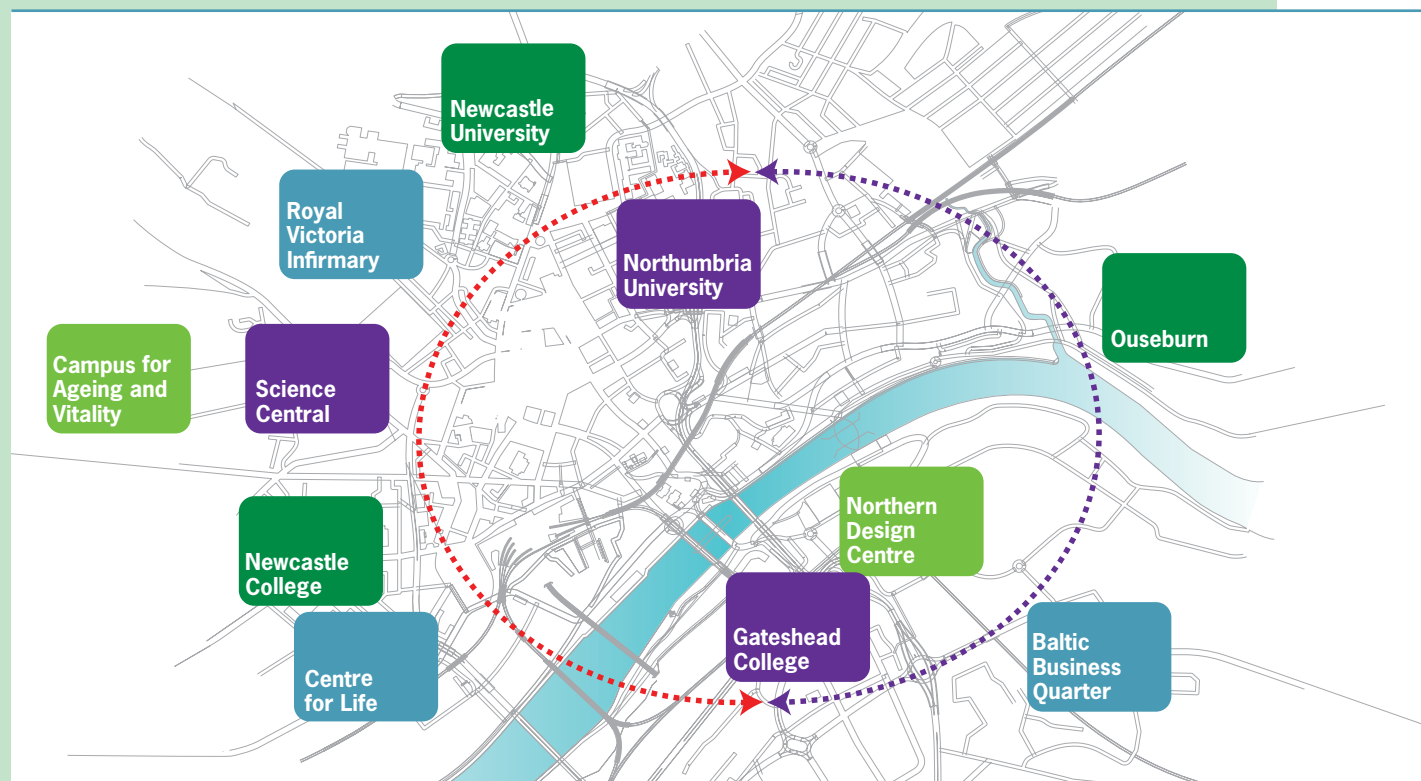 Newcastle
University
Royal
Victoria
Infirmary
Northumbria
University
Ouseburn
Campus for
Ageing and
Vitality
Science
Central
Northern
Design
Centre
Newcastle
College
Gateshead
College
Baltic
Business
Quarter
Centre
for Life